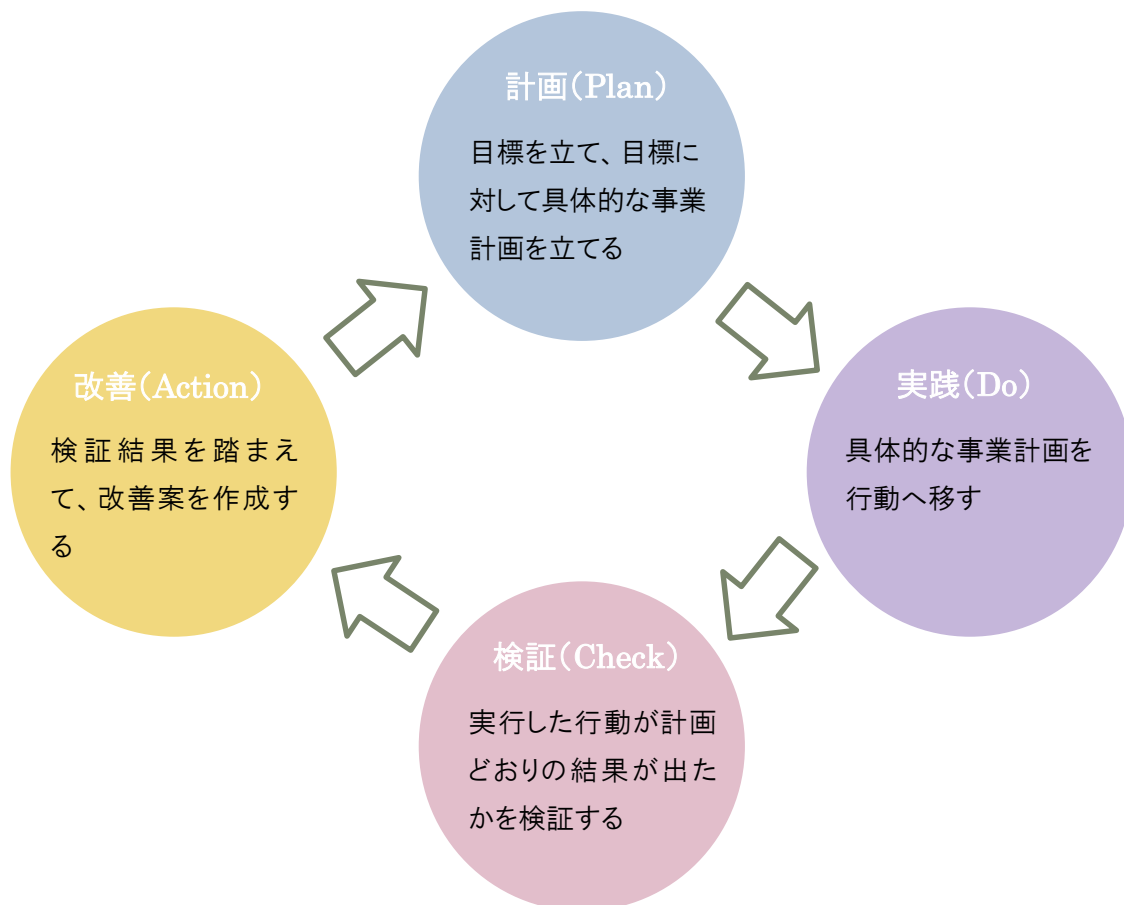 計画（Plan）
目標を立て、目標に
対して具体的な事業
計画を立てる
改善（Action）
検証結果を踏まえ
て、改善案を作成す
る
実践（Do）
具体的な事業計画を
行動へ移す
検証（Check）
実行した行動が計画
どおりの結果が出た
かを検証する